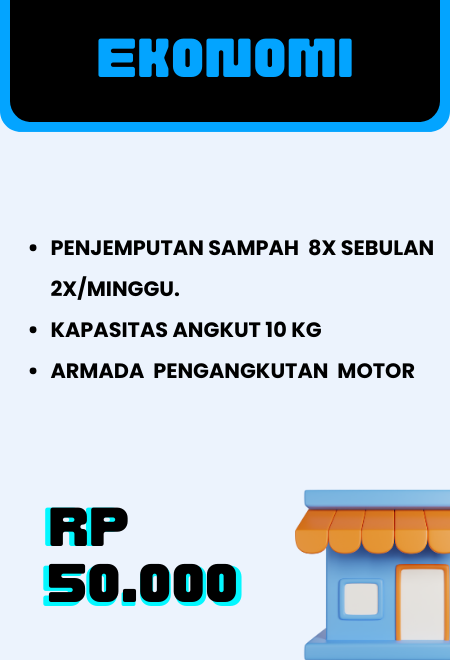 EKONOMI
• PENJEMPUTAN SAMPAH 8X SEBULAN
2X/MINGGU.
• KAPASITAS ANGKUT 10 KG
• ARMADA PENGANGKUTAN MOTOR
RP
50.000